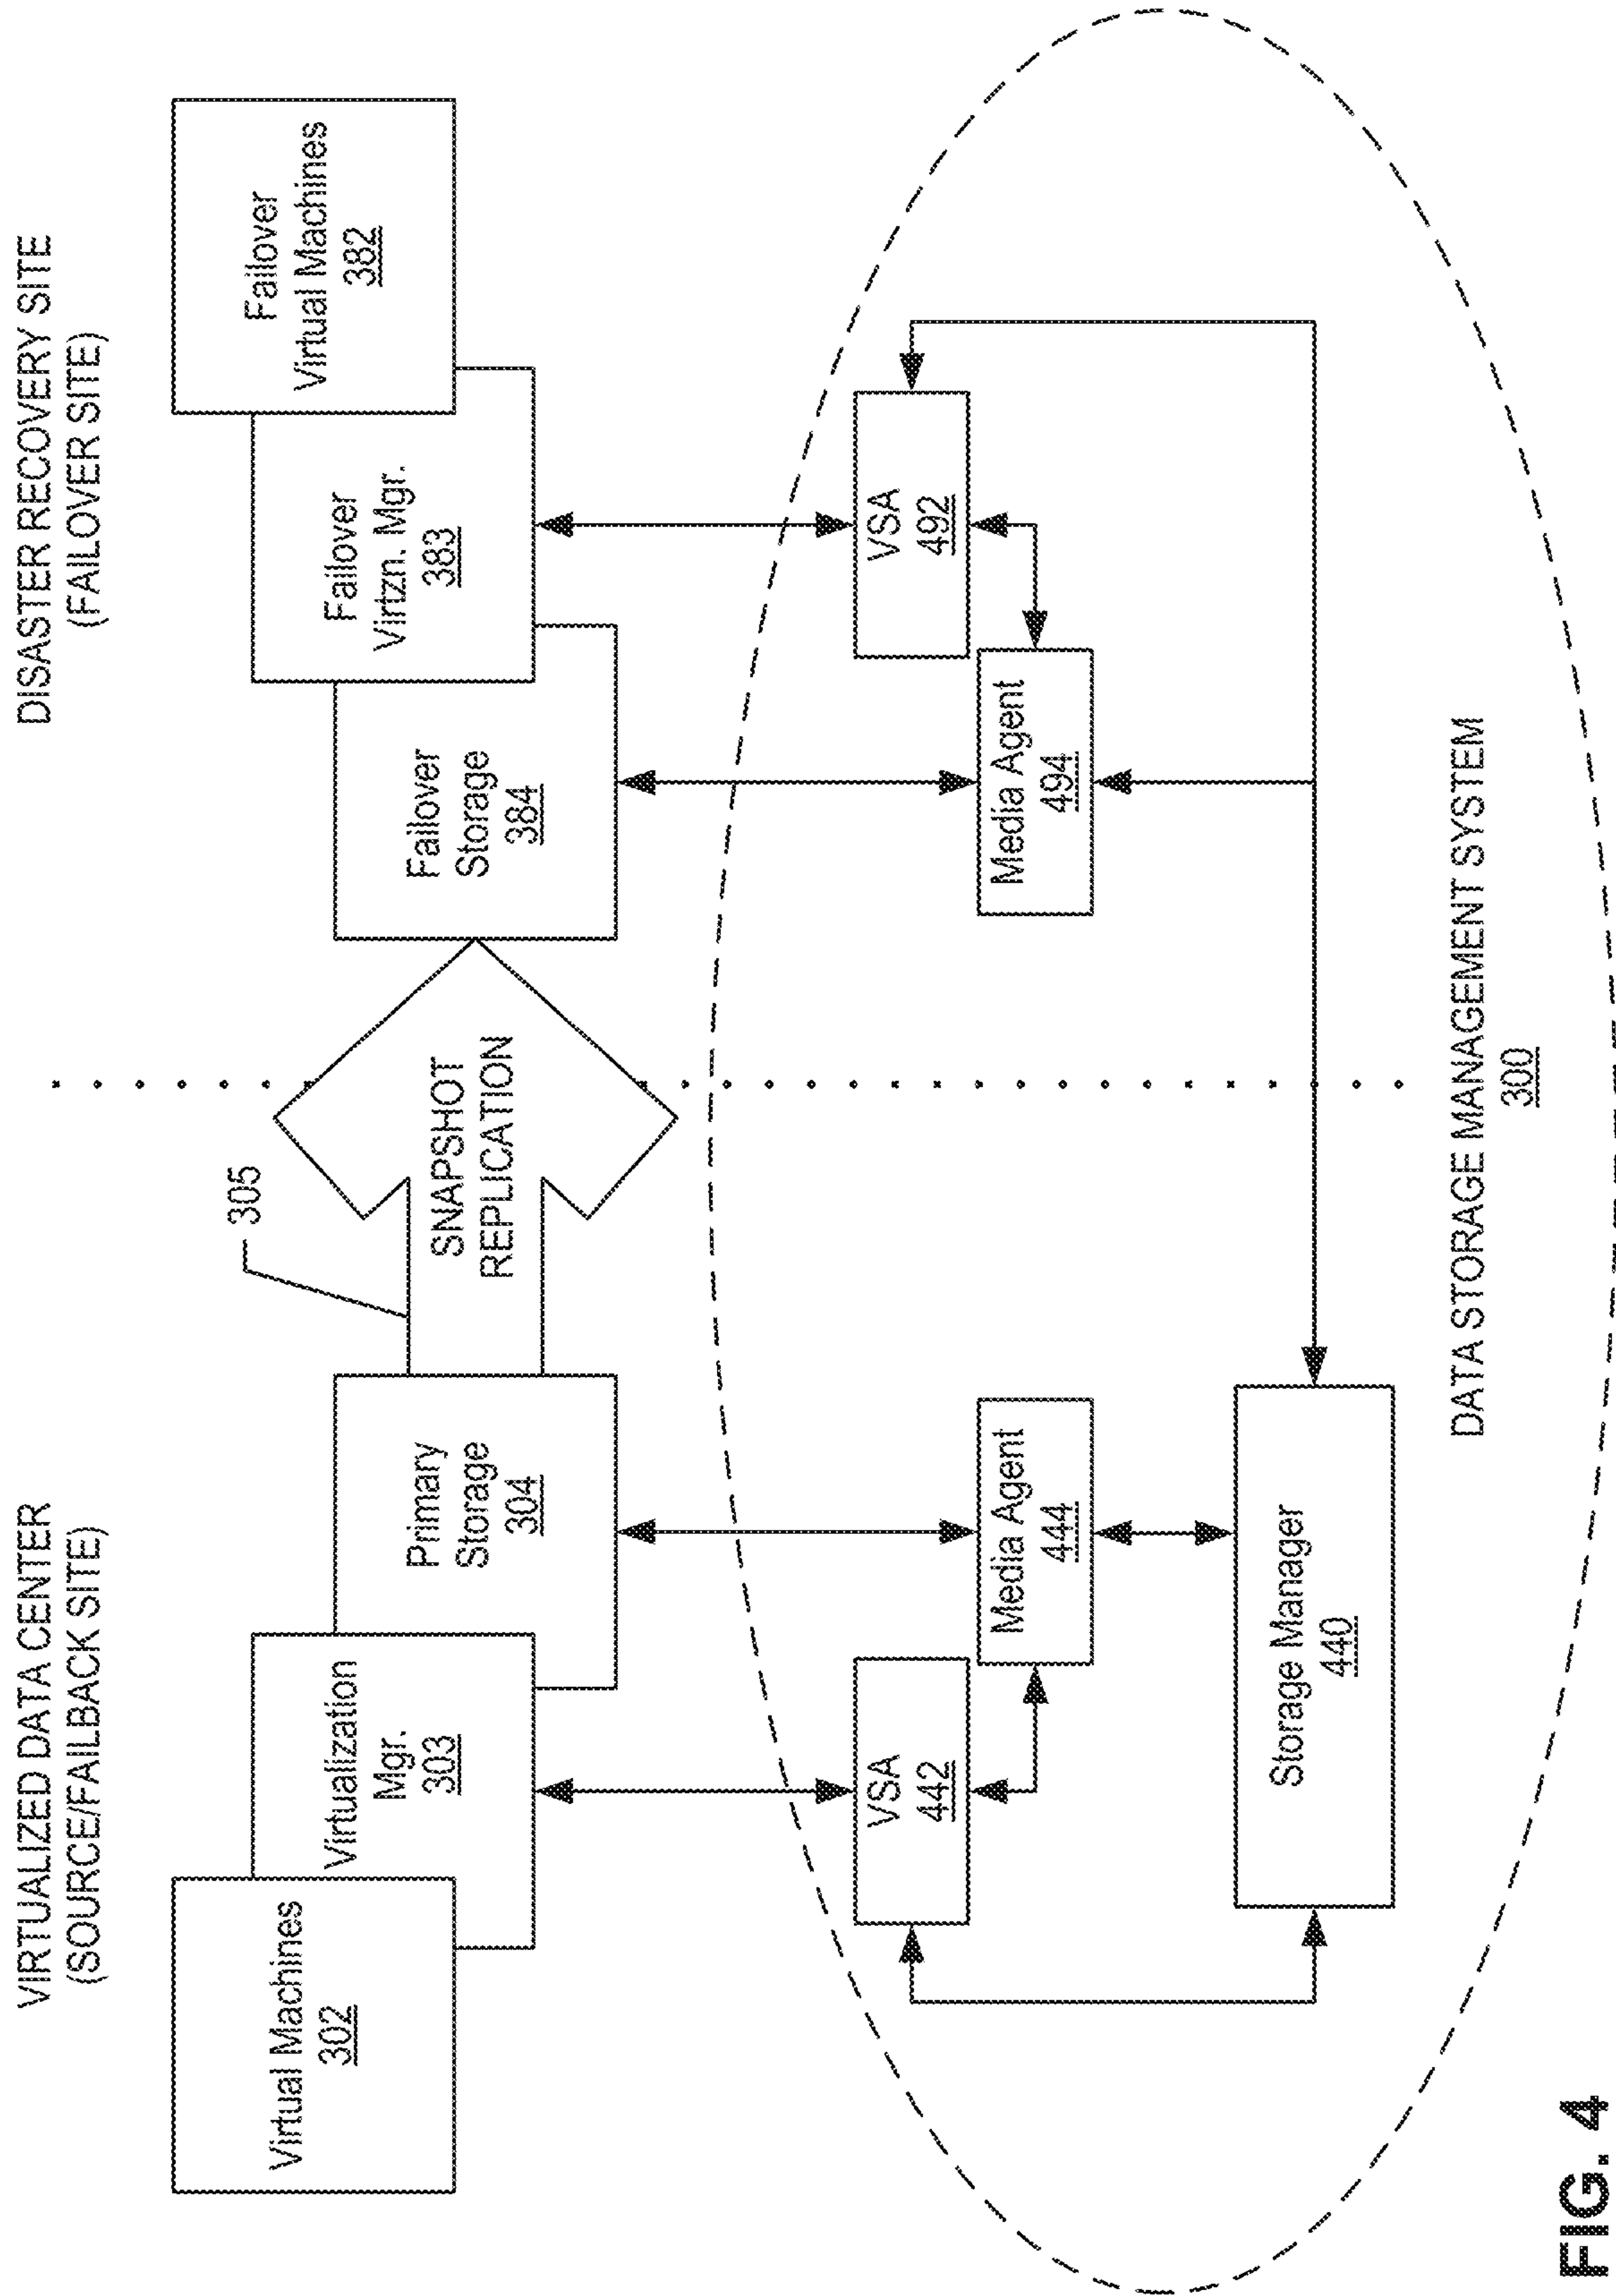 VIRTUALIZED DATA CENTER
(SOURCE/FAILBACK SITE)
DISASTER RECOVERY SITE
(FAILOVER SITE)
Virtual Machines
302
Virtualization
Mgr.
303
Primary
Storage
304
305
SNAPSHOT
REPLICATION
Failover
Storage
384
Failover
Virtzn. Mgr.
383
Failover
Virtual Machines
382
VSA
442
Media Agent
444
Storage Manager
440
Media Agent
494
VSA
492
DATA STORAGE MANAGEMENT SYSTEM
300
FIG. 4